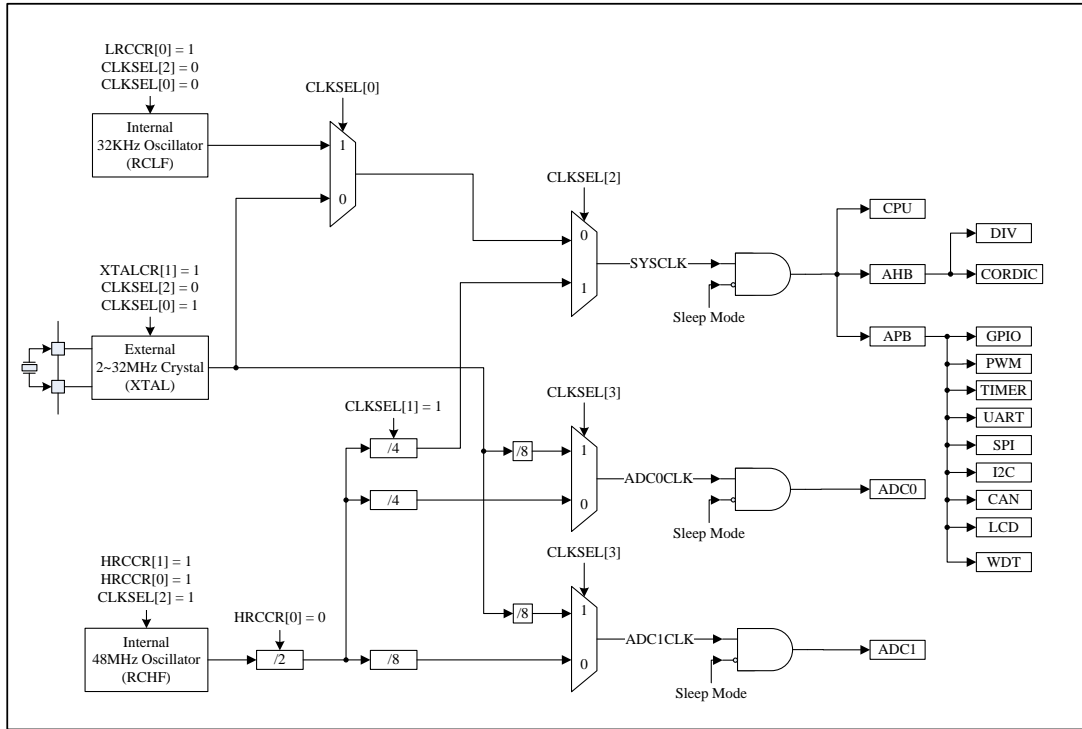 LRCCR[0] = 1
CLKSEL[2] = 0
CLKSEL[0] = 0
Internal
32KHz Oscillator
(RCLF)
CLKSEL[0]
1
0
CLKSEL[2]
0
1
SYSCLK
Sleep Mode
CPU
AHB
DIV
CORDIC
APB
GPIO
PWM
TIMER
UART
SPI
I2C
CAN
LCD
WDT
XTALCR[1] = 1
CLKSEL[2] = 0
CLKSEL[0] = 1
External
2~32MHz Crystal
(XTAL)
CLKSEL[1] = 1
/4
/4
CLKSEL[3]
/8
1
0
ADC0CLK
Sleep Mode
ADC0
HRCCR[1] = 1
HRCCR[0] = 1
CLKSEL[2] = 1
Internal
48MHz Oscillator
(RCHF)
HRCCR[0] = 0
/2
/8
CLKSEL[3]
/8
1
0
ADC1CLK
Sleep Mode
ADC1